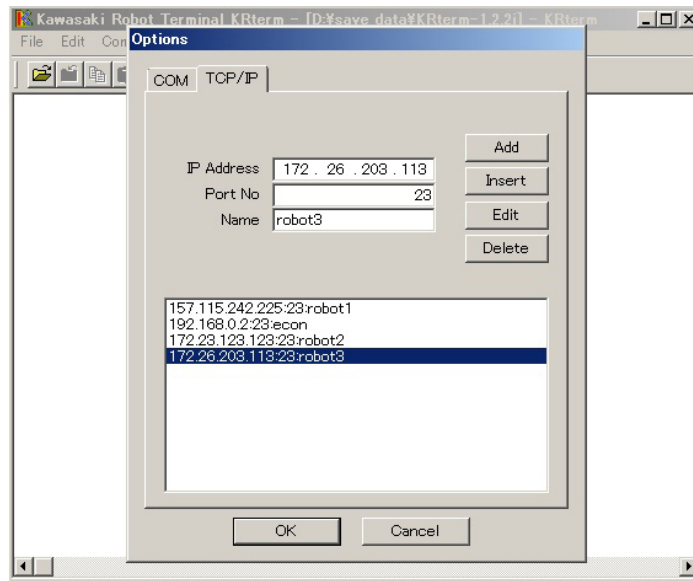 Kawasaki Robot Terminal KRterm - [D:¥save data¥KRterm-1.2.2i] - KRterm
File Edit
Options
COM TCP/IP
IP Address 172 . 26 . 203 . 113
Port No 23
Name robot3
Add
Insert
Edit
Delete
157.115.242.225:23:robot1
192.168.0.2:23:econ
172.23.123.123:23:robot2
172.26.203.113:23:robot3
OK Cancel